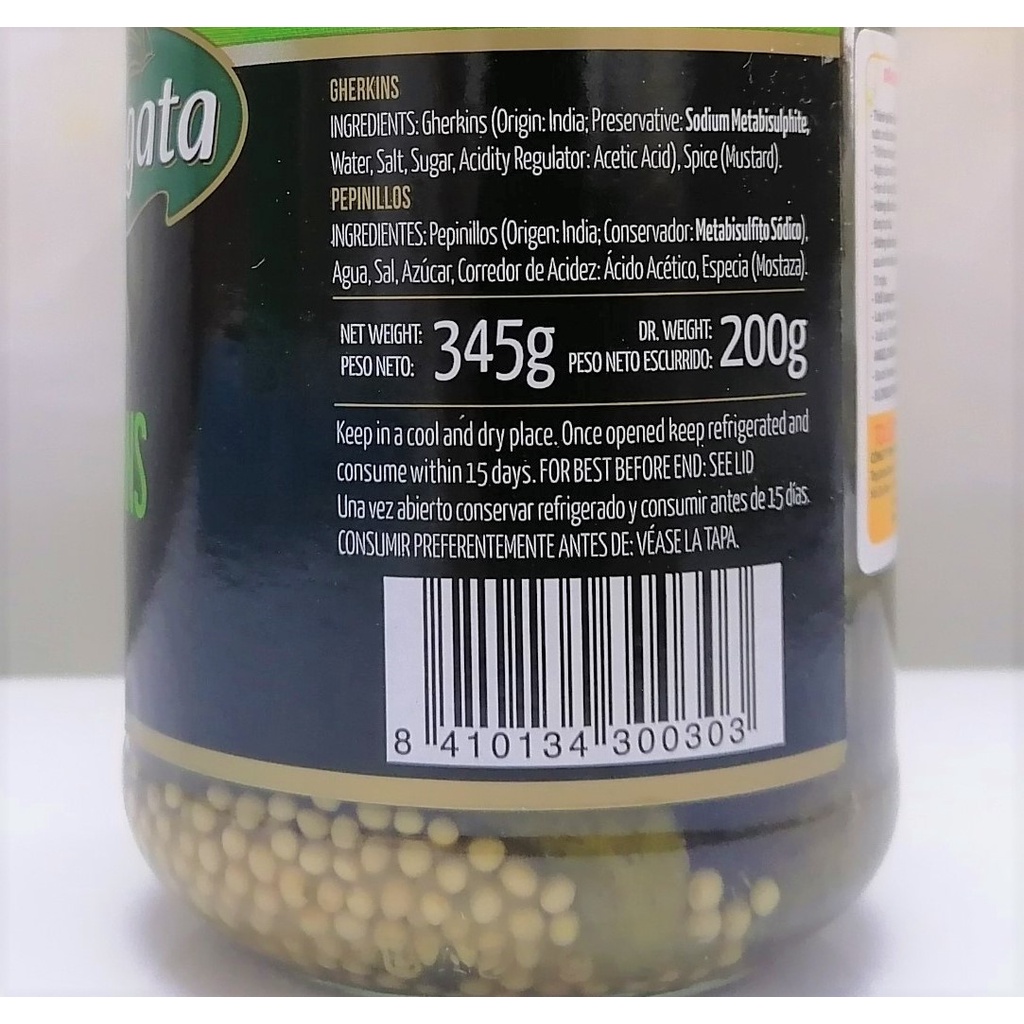 GHERKINS
INGREDIENTS: Gherkins (Origin: India; Preservative: Sodium Metabisulphite,
Water, Salt, Sugar, Acidity Regulator: Acetic Acid), Spice (Mustard).
PEPINILLOS
INGREDIENTES: Pepinillos (Origen: India; Conservador: Metabisulfito Sódico),
Agua, Sal, Azúcar, Corredor de Acidez: Ácido Acético, Especia (Mostaza).
NET WEIGHT: 345g DR. WEIGHT: 200g
PESO NETO: PESO NETO ESCURRIDO:
Keep in a cool and dry place. Once opened keep refrigerated and
consume within 15 days. FOR BEST BEFORE END: SEE LID
Una vez abierto conservar refrigerado y consumir antes de 15 días.
CONSUMIR PREFERENTEMENTE ANTES DE: VÉASE LA TAPA.
8 410134 300303